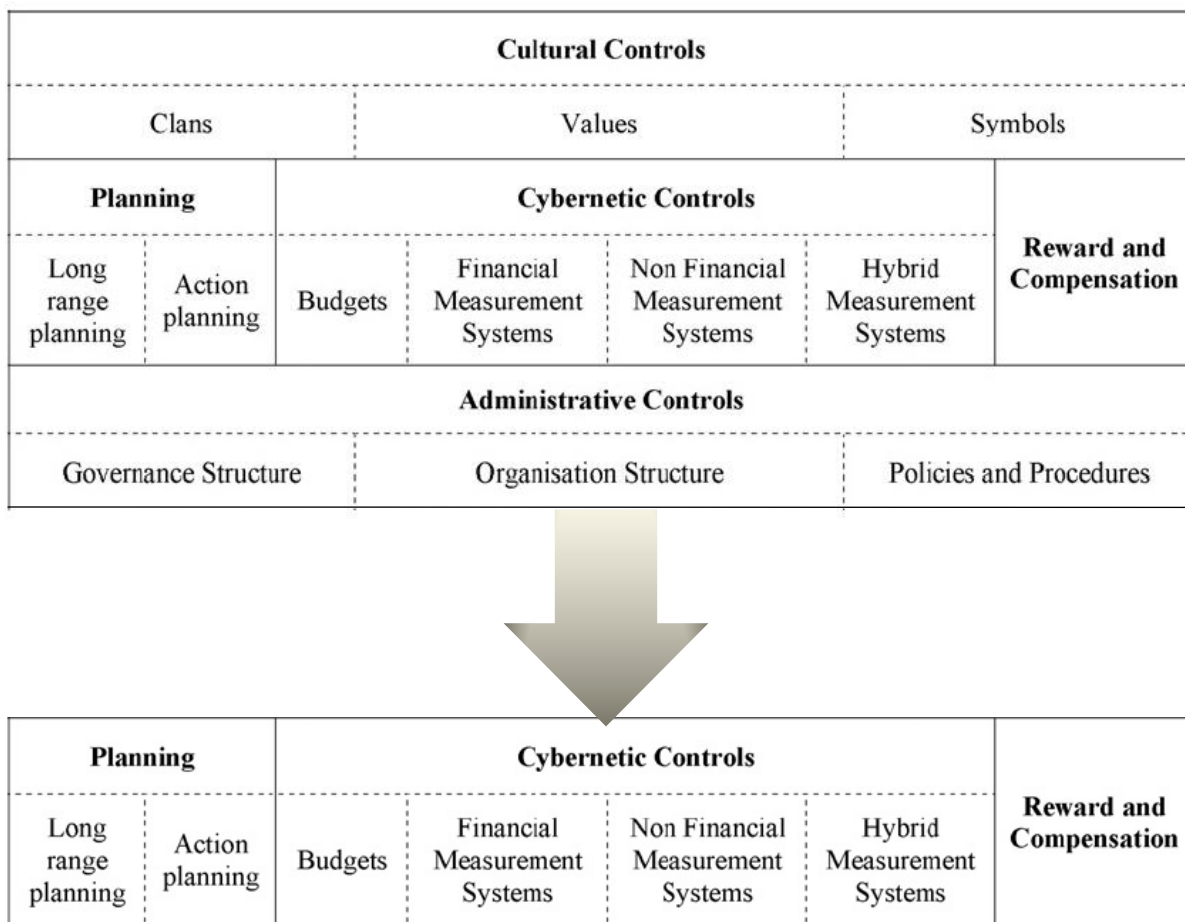 Cultural Controls
Clans
Values
Symbols
Planning
Cybernetic Controls
Reward and
Compensation
Long
range
planning
Action
planning
Budgets
Financial
Measurement
Systems
Non Financial
Measurement
Systems
Hybrid
Measurement
Systems
Administrative Controls
Governance Structure
Organisation Structure
Policies and Procedures
Planning
Cybernetic Controls
Reward and
Compensation
Long
range
planning
Action
planning
Budgets
Financial
Measurement
Systems
Non Financial
Measurement
Systems
Hybrid
Measurement
Systems